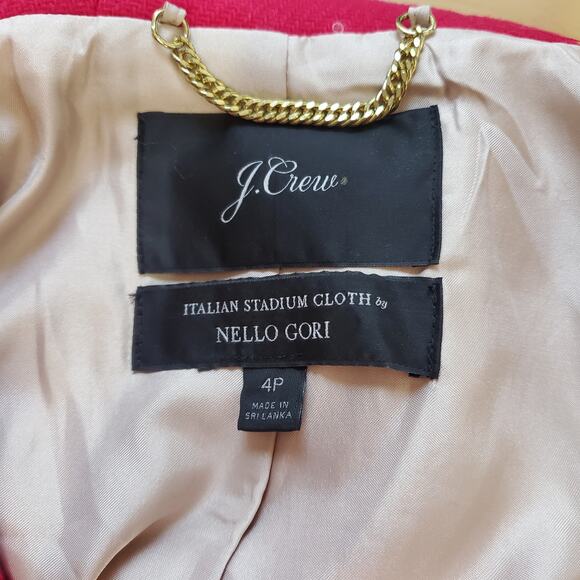 J.Crew
ITALIAN STADIUM CLOTH by
NELLO GORI
4P
MADE IN
SRI LANKA